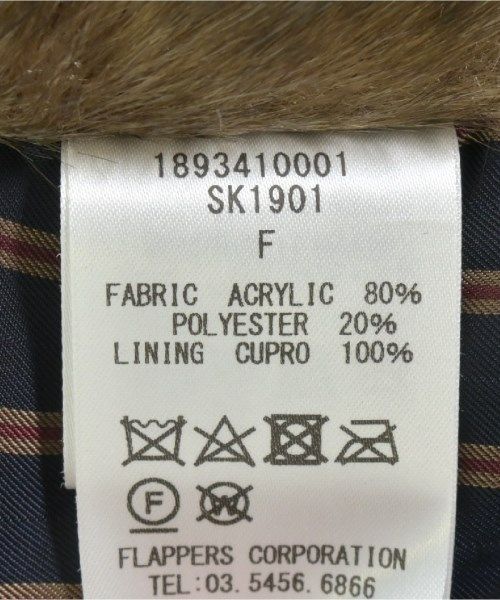 1893410001
SK1901
F
FABRIC ACRYLIC 80%
POLYESTER 20%
LINING CUPRO 100%
F W
FLAPPERS CORPORATION
TEL:03.5456.6866